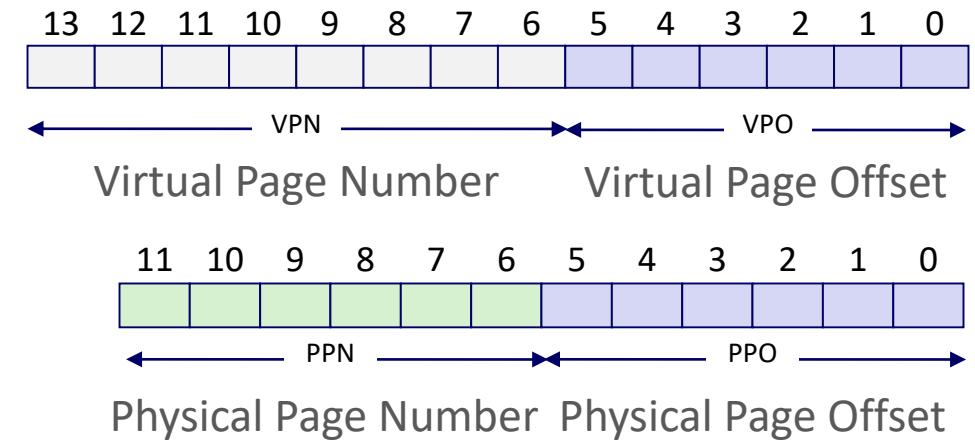 13 12 11 10 9 8 7 6 5 4 3 2 1 0
VPN VPO
Virtual Page Number Virtual Page Offset
11 10 9 8 7 6 5 4 3 2 1 0
PPN PPO
Physical Page Number Physical Page Offset